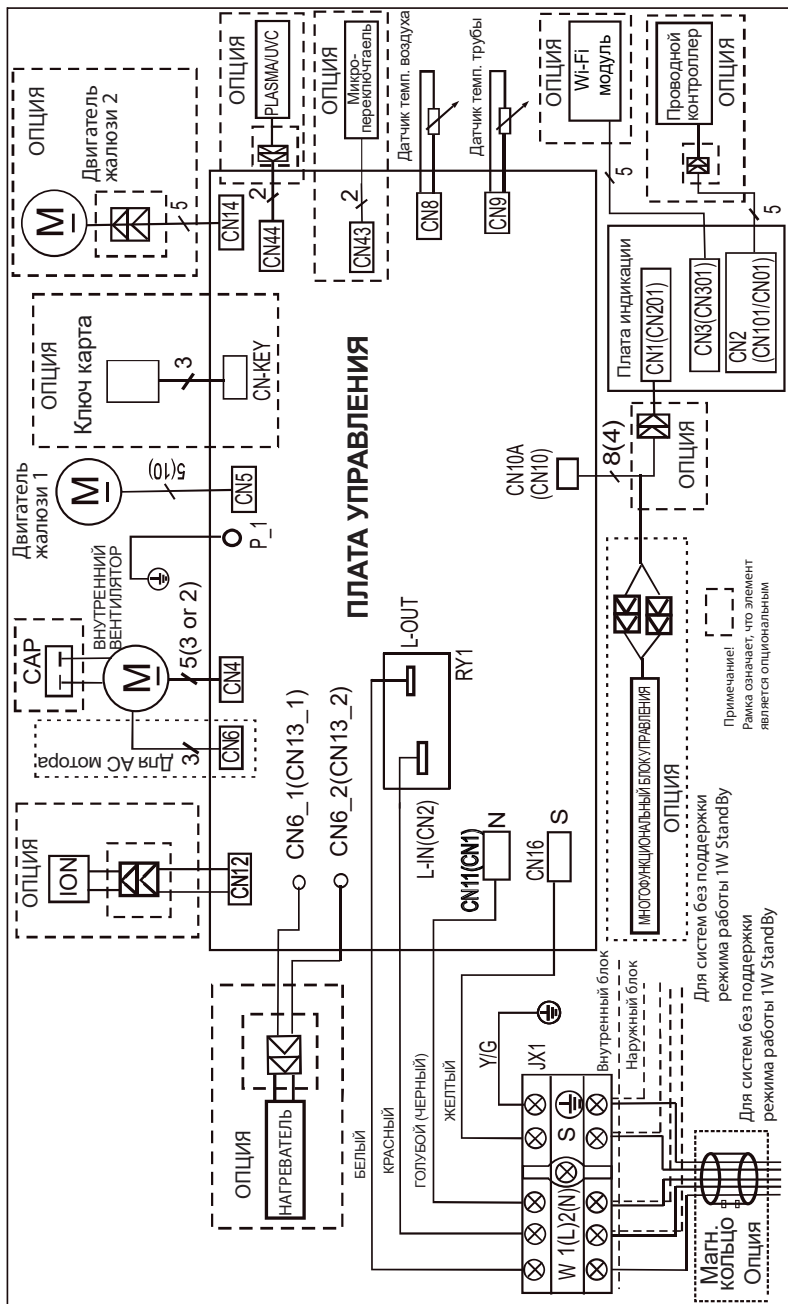 ОПЦИЯ
Двигатель
жалюзи 2
M
5
CN14
ОПЦИЯ
PLASMA/UVC
2
CN44
ОПЦИЯ
Микро-
переключтаель
2
CN43
Датчик темп. воздуха
CN8
Датчик темп. трубы
CN9
ОПЦИЯ
Wi-Fi
модуль
5
Проводной
контроллер
ОПЦИЯ
5
Плата индикации
CN1(CN201)
CN3(CN301)
CN2
(CN101/CN01)
ОПЦИЯ
Ключ карта
3
CN-KEY
Двигатель
жалюзи 1
M
5(10)
CN5
P_1
CAP
ВНУТРЕННИЙ
ВЕНТИЛЯТОР
M
5(3 or 2)
CN4
Для АС мотора
3
CN6
ОПЦИЯ
ION
CN12
ПЛАТА УПРАВЛЕНИЯ
CN10A
(CN10)
8(4)
ОПЦИЯ
L-OUT
RY1
L-IN(CN2)
CN6_1(CN13_1)
CN6_2(CN13_2)
CN11(CN1)
N
CN16
S
МНОГОФУНКЦИОНАЛЬНЫЙ БЛОК УПРАВЛЕНИЯ
ОПЦИЯ
Примечание!
Рамка означает, что элемент
является опциональным
ОПЦИЯ
НАГРЕВАТЕЛЬ
БЕЛЫЙ
КРАСНЫЙ
ГОЛУБОЙ (ЧЕРНЫЙ)
ЖЕЛТЫЙ
Y/G
JX1
W 1(L)2(N) S
Внутренный блок
Наружный блок
Для систем без поддержки
режима работы 1W StandBy
Для систем без поддержки
режима работы 1W StandBy
Магн.
кольцо
Опция